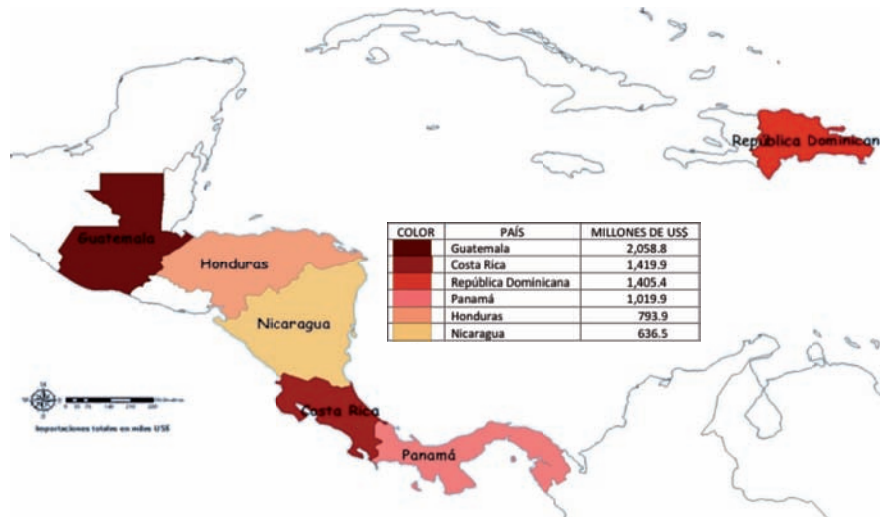 República Dominican
Guatemala
Honduras
Nicaragua
Costa Rica
Panamá
COLOR PAÍS MILLONES DE US$
Guatemala 2,058.8
Costa Rica 1,419.9
República Dominicana 1,405.4
Panamá 1,019.9
Honduras 793.9
Nicaragua 636.5
Importaciones totales en miles US$